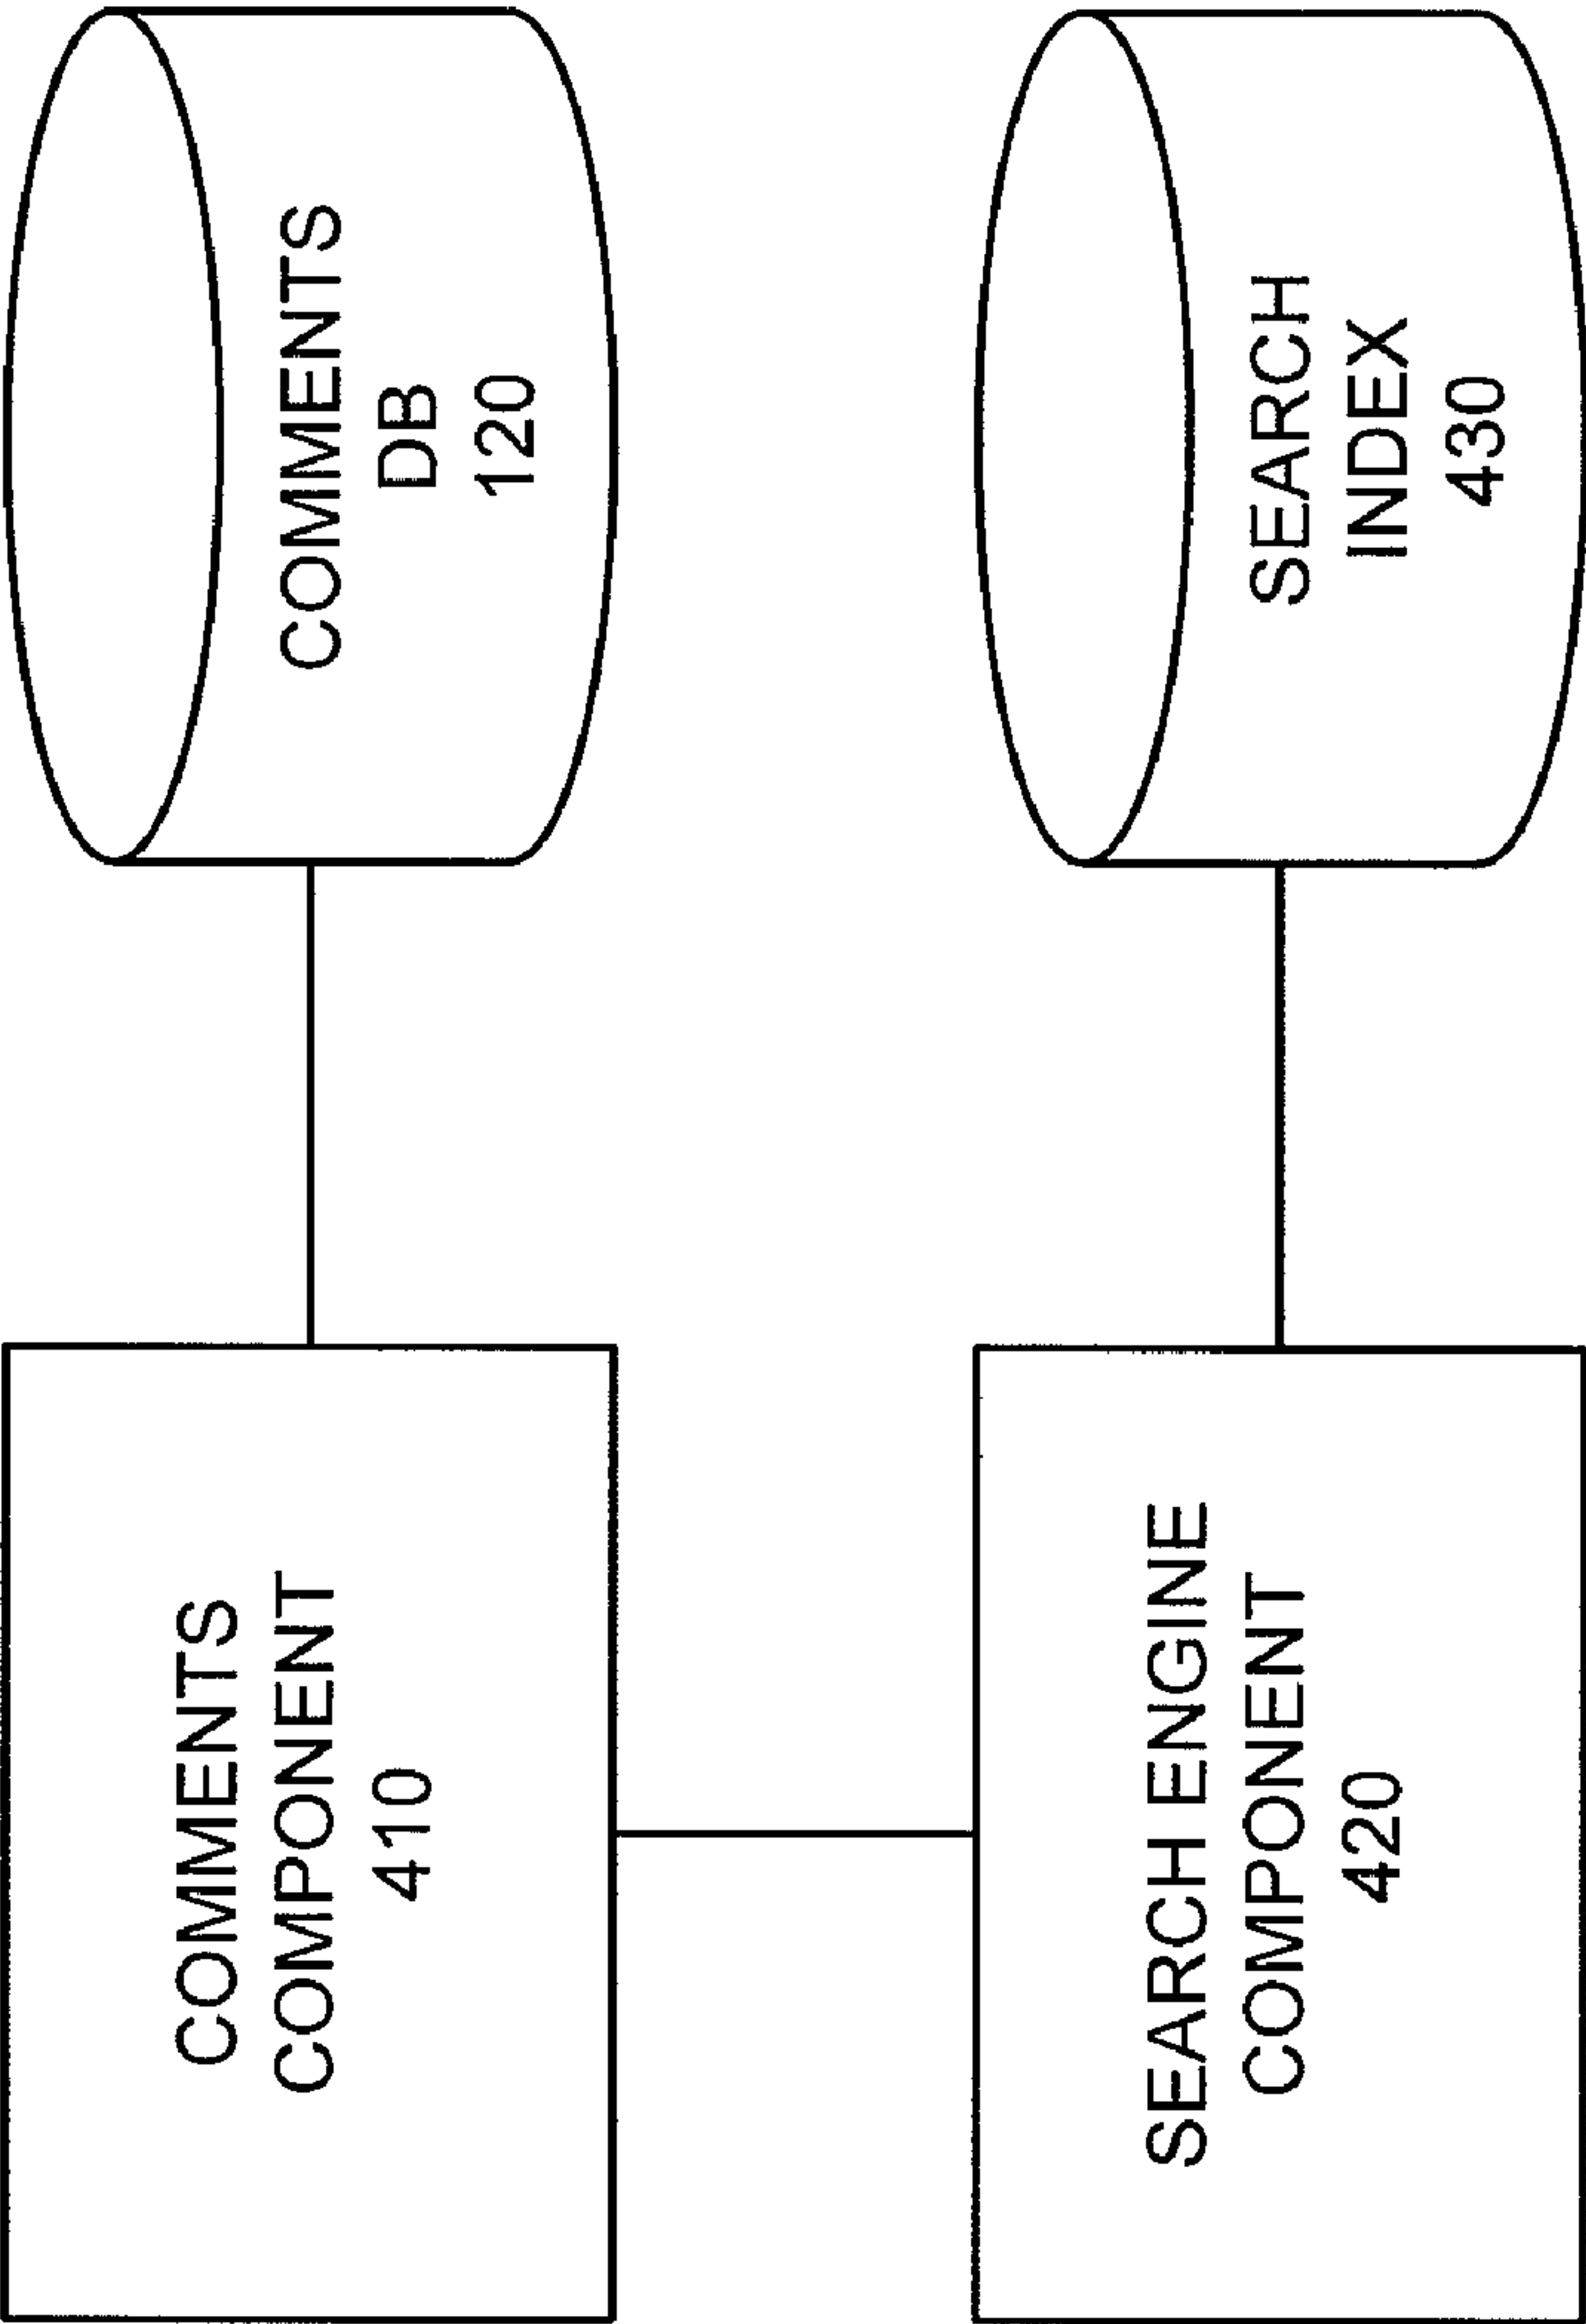 COMMENTS
COMPONENT
410
COMMENTS
DB
120
SEARCH ENGINE
COMPONENT
420
SEARCH
INDEX
430